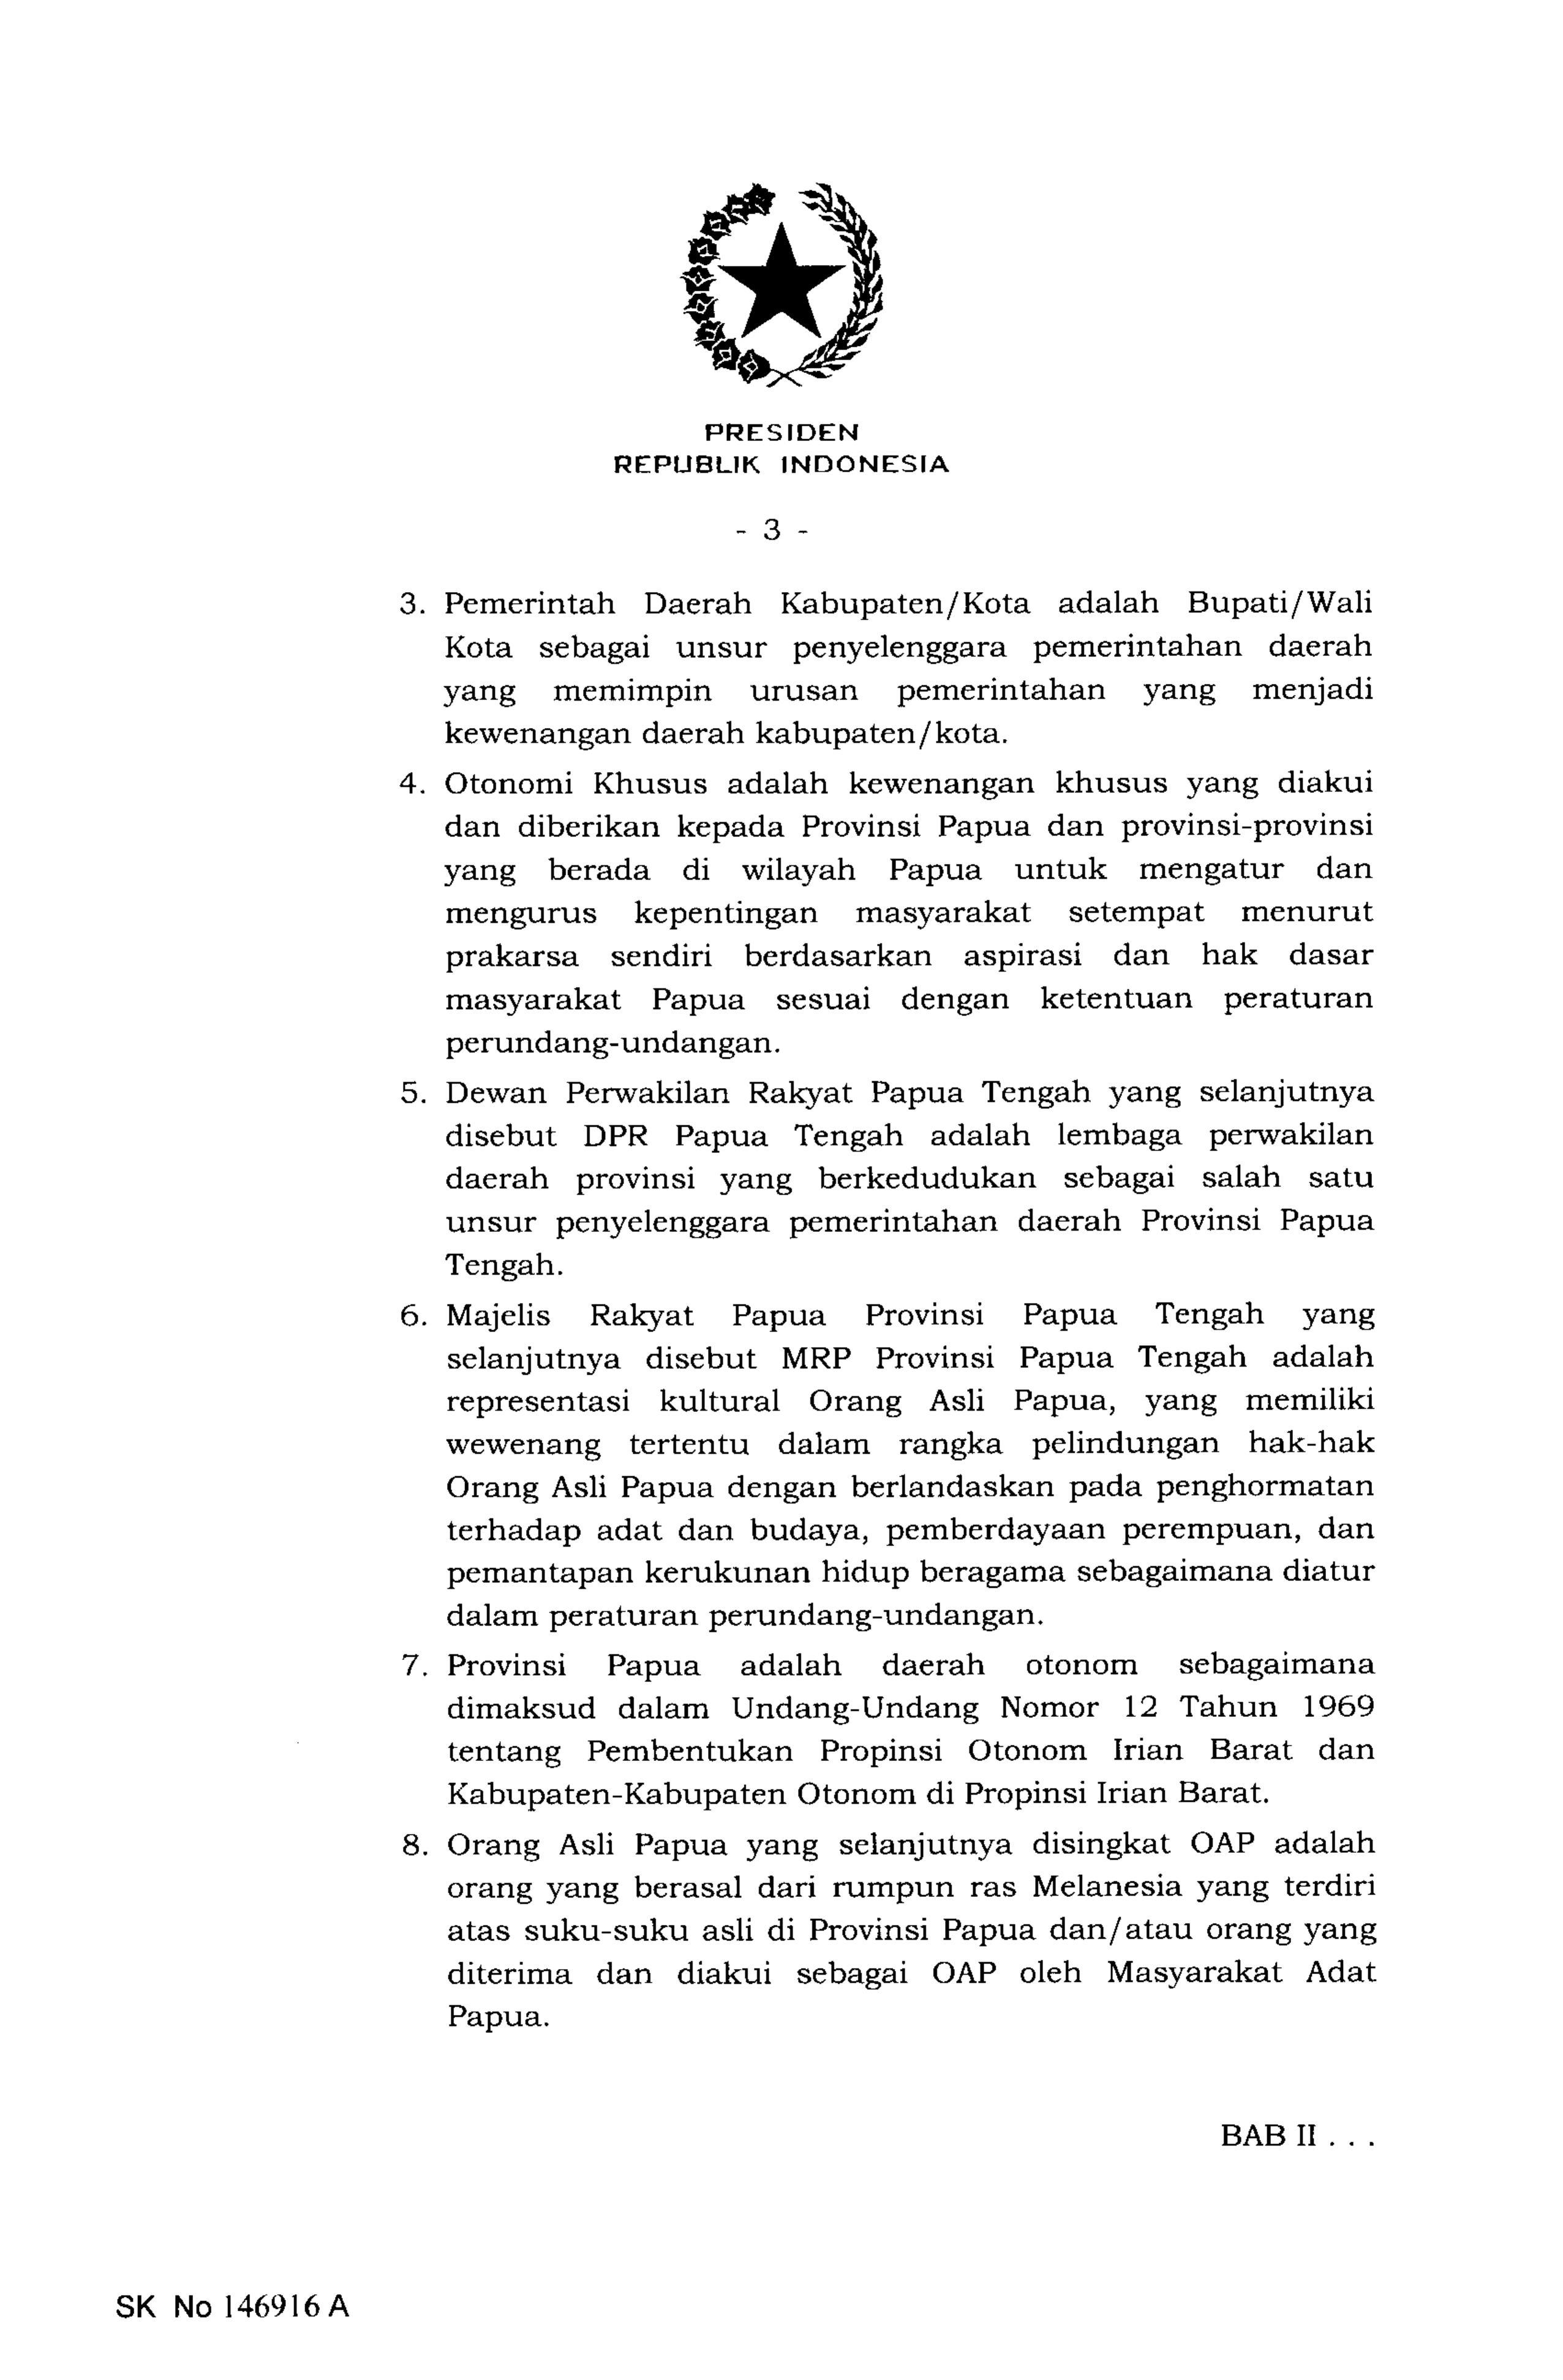 PRESIDEN
REPUBLIK INDONESIA
- 3 -
3. Pemerintah Daerah Kabupaten/Kota adalah Bupati/Wali
Kota sebagai unsur penyelenggara pemerintahan daerah
yang memimpin urusan pemerintahan yang menjadi
kewenangan daerah kabupaten/kota.
4. Otonomi Khusus adalah kewenangan khusus yang diakui
dan diberikan kepada Provinsi Papua dan provinsi-provinsi
yang berada di wilayah Papua untuk mengatur dan
mengurus kepentingan masyarakat setempat menurut
prakarsa sendiri berdasarkan aspirasi dan hak dasar
masyarakat Papua sesuai dengan ketentuan peraturan
perundang-undangan.
5. Dewan Perwakilan Rakyat Papua Tengah yang selanjutnya
disebut DPR Papua Tengah adalah lembaga perwakilan
daerah provinsi yang berkedudukan sebagai salah satu
unsur penyelenggara pemerintahan daerah Provinsi Papua
Tengah.
6. Majelis Rakyat Papua Provinsi Papua Tengah yang
selanjutnya disebut MRP Provinsi Papua Tengah adalah
representasi kultural Orang Asli Papua, yang memiliki
wewenang tertentu dalam rangka pelindungan hak-hak
Orang Asli Papua dengan berlandaskan pada penghormatan
terhadap adat dan budaya, pemberdayaan perempuan, dan
pemantapan kerukunan hidup beragama sebagaimana diatur
dalam peraturan perundang-undangan.
7. Provinsi Papua adalah daerah otonom sebagaimana
dimaksud dalam Undang-Undang Nomor 12 Tahun 1969
tentang Pembentukan Propinsi Otonom Irian Barat dan
Kabupaten-Kabupaten Otonom di Propinsi Irian Barat.
8. Orang Asli Papua yang selanjutnya disingkat OAP adalah
orang yang berasal dari rumpun ras Melanesia yang terdiri
atas suku-suku asli di Provinsi Papua dan/atau orang yang
diterima dan diakui sebagai OAP oleh Masyarakat Adat
Papua.
BAB II . . .
SK No 146916 A